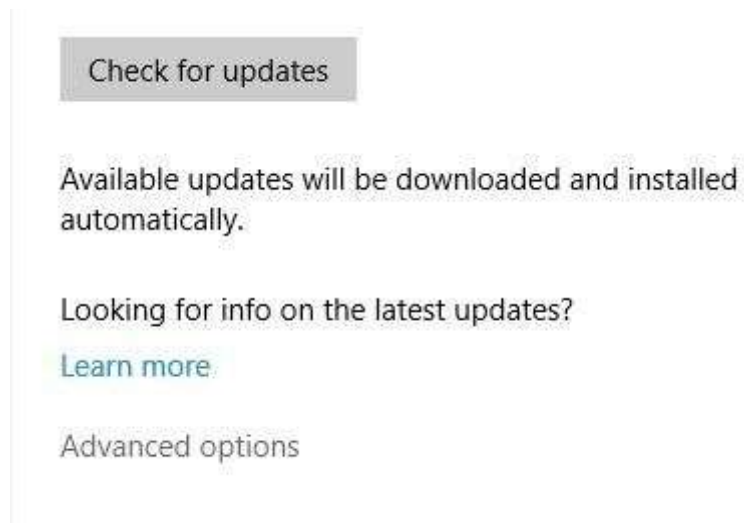 Check for updates
Available updates will be downloaded and installed
automatically.
Looking for info on the latest updates?
Learn more
Advanced options